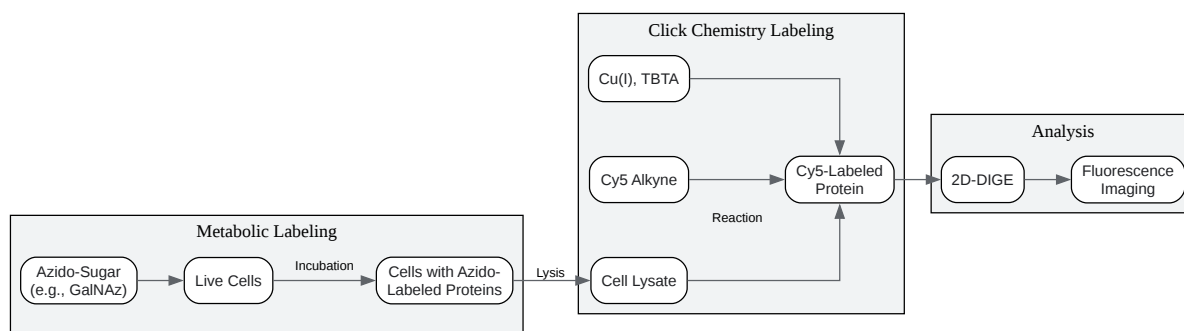 Click Chemistry Labeling
Cu(I), TBTA
Cy5 Alkyne
Cy5-Labeled
Protein
Reaction
Cell Lysate
Analysis
2D-DIGE
Fluorescence
Imaging
Metabolic Labeling
Azido-Sugar
(e.g., GalNAz)
Live Cells
Incubation
Cells with Azido-
Labeled Proteins
Lysis